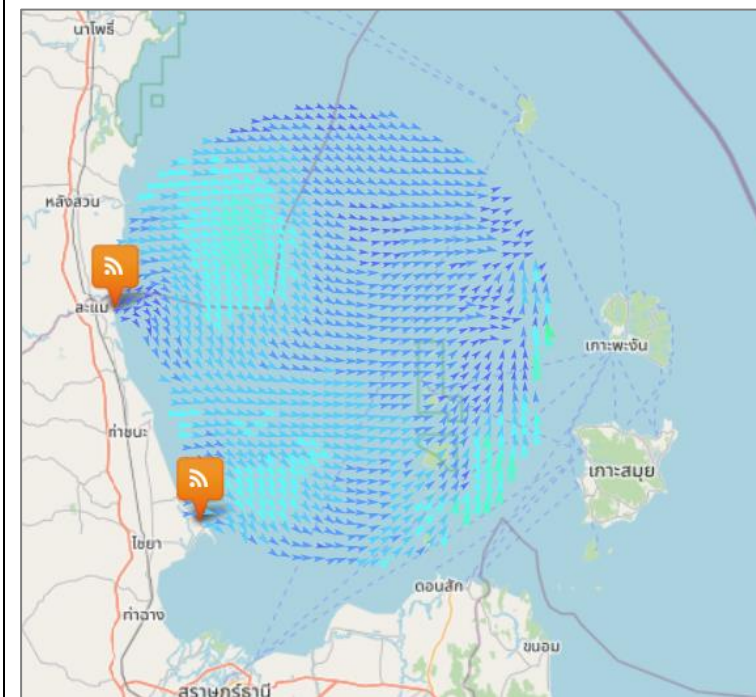 นาโพธิ์
หลังสวน
ละแม
เกาะพะงัน
ท่าชนะ
เกาะสมุย
ไชยา
ดอนสัก
ท่าฉาง
ขนอม
สุราษฎร์ธานี